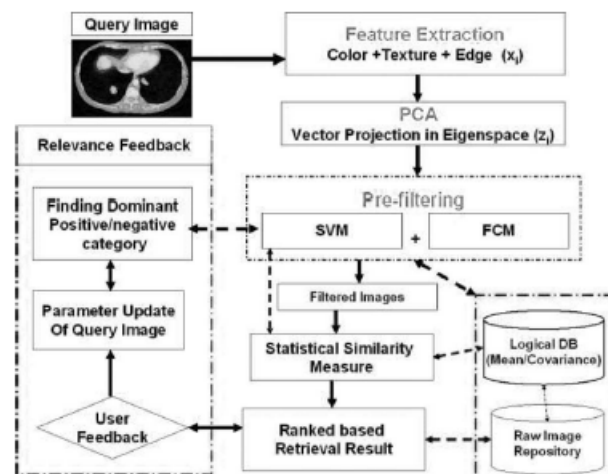 Query Image
Feature Extraction
Color +Texture + Edge (xᵢ)
PCA
Vector Projection in Eigenspace (zᵢ)
Relevance Feedback
Pre-filtering
Finding Dominant
Positive/negative
category
SVM
+
FCM
Filtered Images
Parameter Update
Of Query Image
Statistical Similarity
Measure
Logical DB
(Mean/Covariance)
User
Feedback
Ranked based
Retrieval Result
Raw Image
Repository